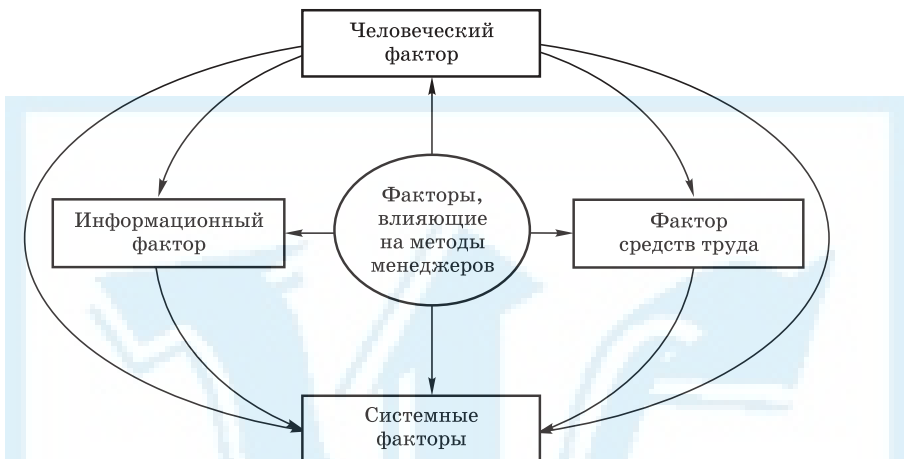 Человеческий
фактор
Информационный
фактор
Факторы,
влияющие
на методы
менеджеров
Фактор
средств труда
Системные
факторы